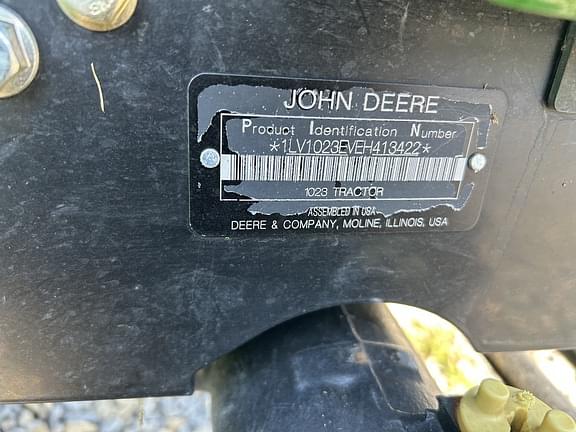 JOHN DEERE
Product Identification Number
*1LV1023EVEH413422*
1023 TRACTOR
ASSEMBLED IN USA
DEERE & COMPANY, MOLINE, ILLINOIS, USA